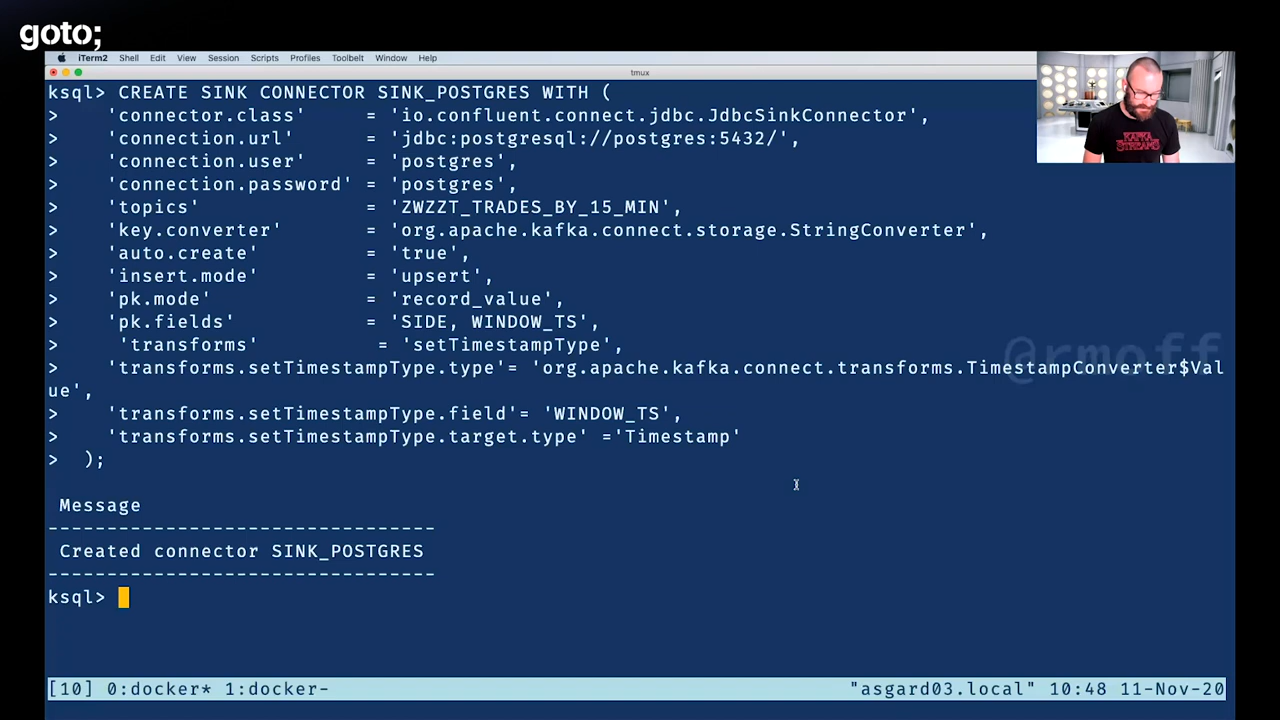 goto;
iTerm2 Shell Edit View Session Scripts Profiles Toolbelt Window Help
tmux
ksql> CREATE SINK CONNECTOR SINK_POSTGRES WITH (
>     'connector.class'     = 'io.confluent.connect.jdbc.JdbcSinkConnector',
>     'connection.url'      = 'jdbc:postgresql://postgres:5432/',
>     'connection.user'     = 'postgres',
>     'connection.password' = 'postgres',
>     'topics'              = 'ZWZZT_TRADES_BY_15_MIN',
>     'key.converter'       = 'org.apache.kafka.connect.storage.StringConverter',
>     'auto.create'         = 'true',
>     'insert.mode'         = 'upsert',
>     'pk.mode'             = 'record_value',
>     'pk.fields'           = 'SIDE, WINDOW_TS',
>      'transforms'          = 'setTimestampType',
>     'transforms.setTimestampType.type'= 'org.apache.kafka.connect.transforms.TimestampConverter$Val
ue',
>     'transforms.setTimestampType.field'= 'WINDOW_TS',
>     'transforms.setTimestampType.target.type' ='Timestamp'
>   );
Message
----------------------------------
Created connector SINK_POSTGRES
----------------------------------
ksql>
[10] 0:docker* 1:docker- "asgard03.local" 10:48 11-Nov-20
@rmoff
KAFKA
STREAMS